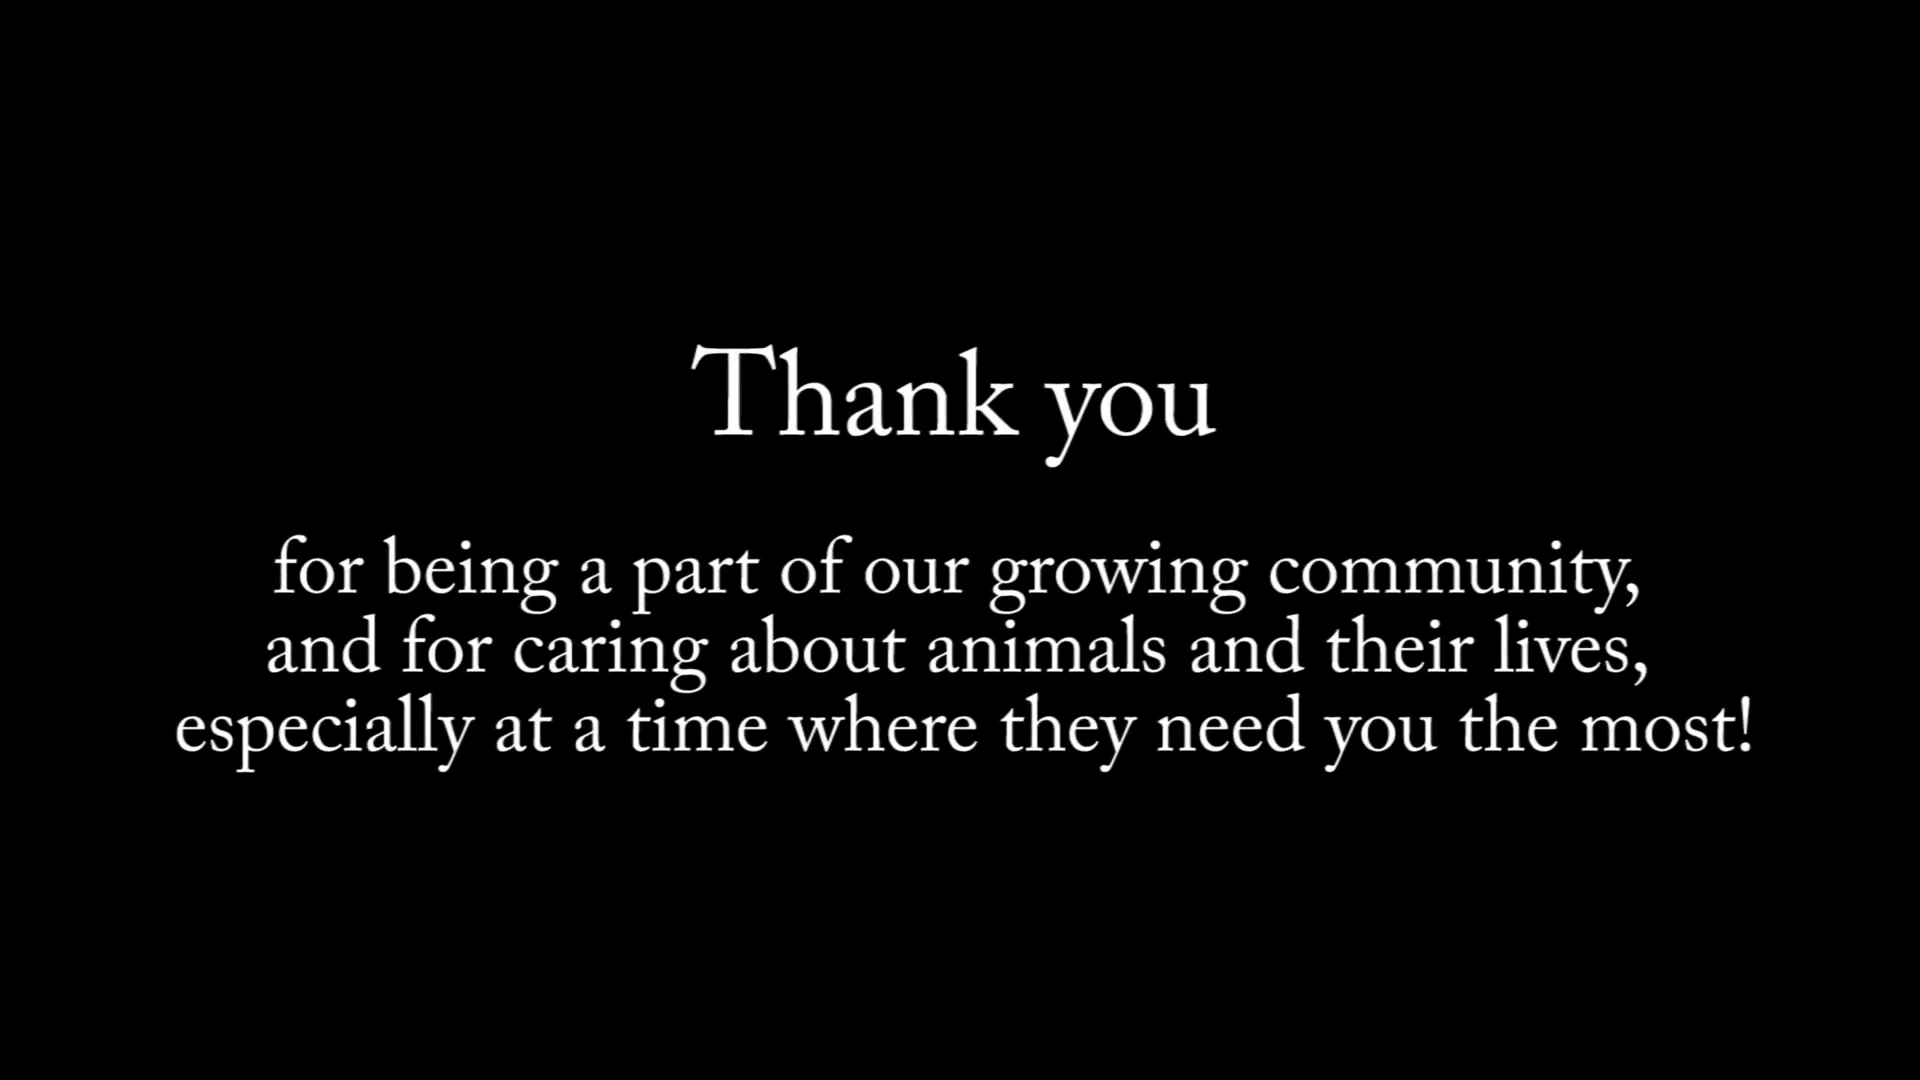 Thank you
for being a part of our growing community,
and for caring about animals and their lives,
especially at a time where they need you the most!